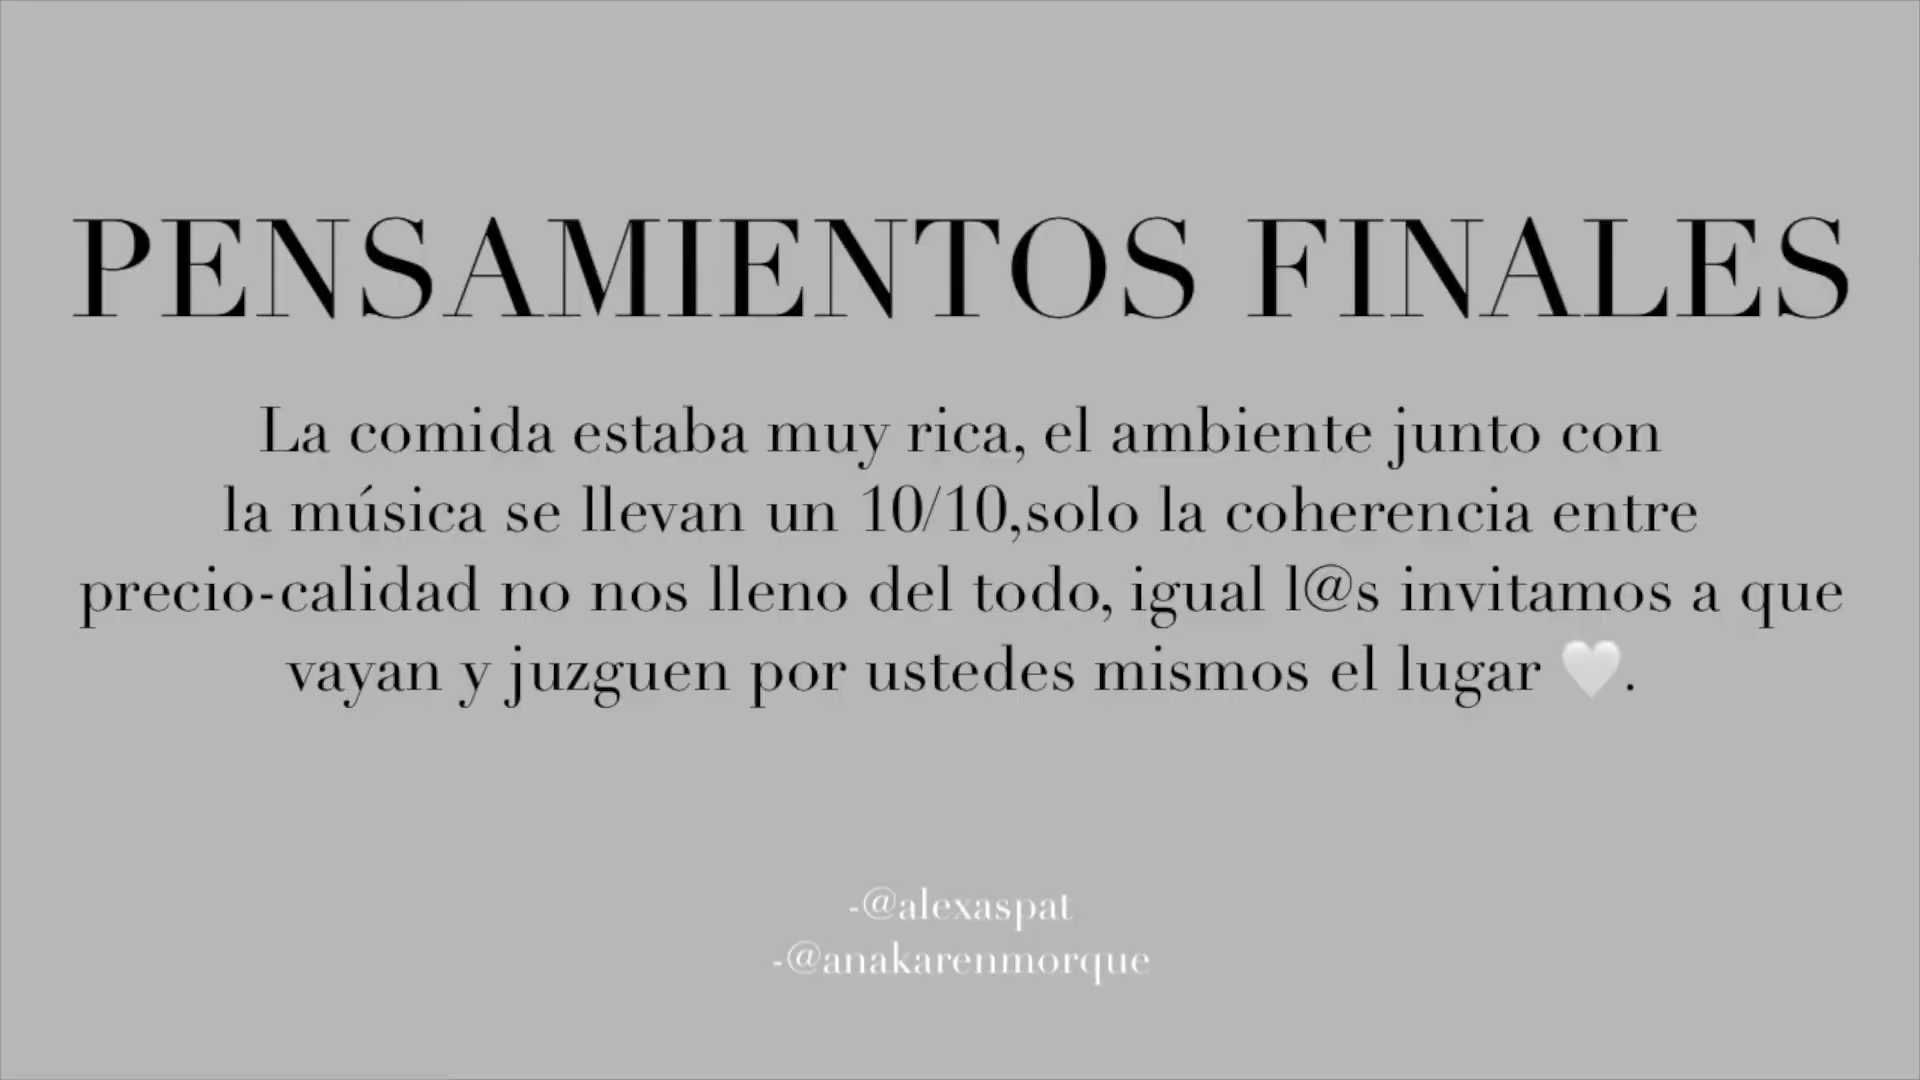 PENSAMIENTOS FINALES
La comida estaba muy rica, el ambiente junto con
la música se llevan un 10/10,solo la coherencia entre
precio-calidad no nos lleno del todo, igual l@s invitamos a que
vayan y juzguen por ustedes mismos el lugar 🤍.
-@alexaspat
-@anakarenmorque